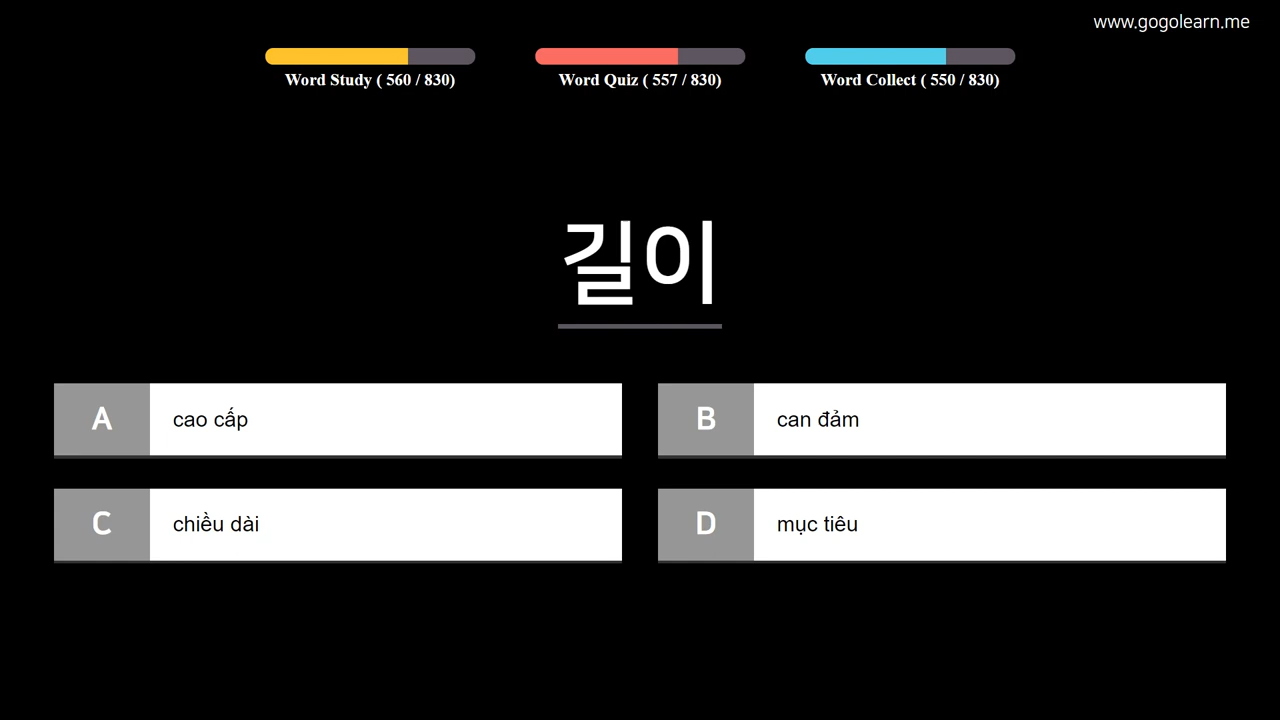 www.gogolearn.me
Word Study ( 560 / 830)
Word Quiz ( 557 / 830)
Word Collect ( 550 / 830)
길이
A cao cấp
B can đảm
C chiều dài
D mục tiêu